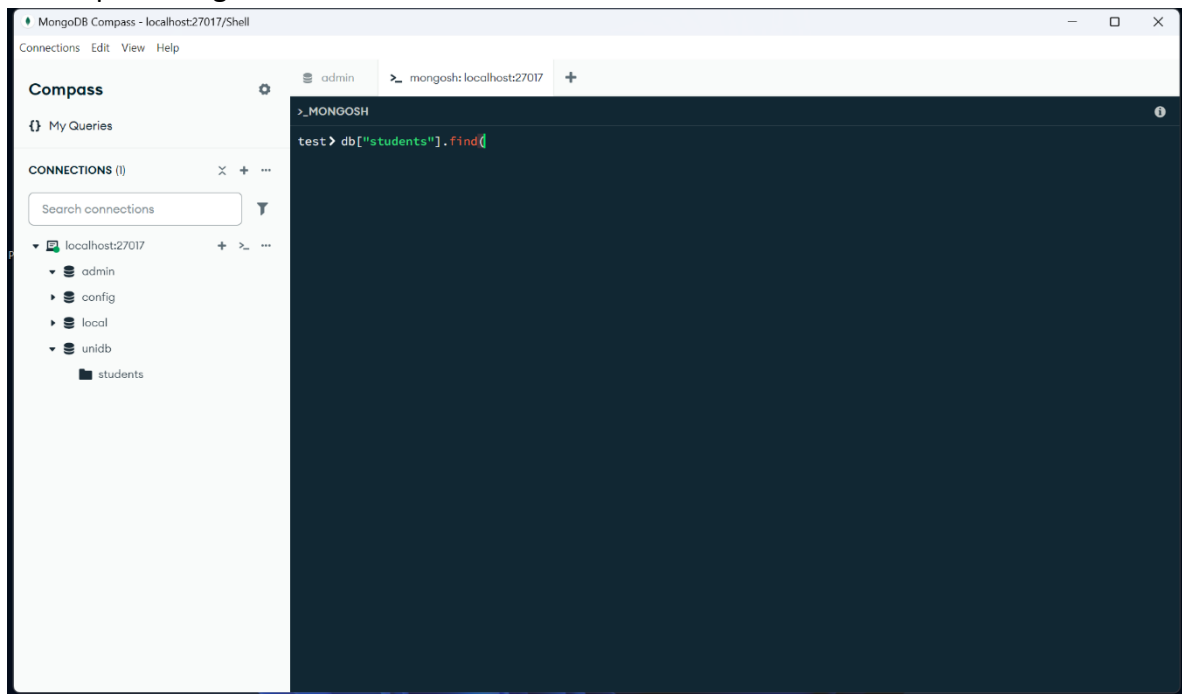 MongoDB Compass - localhost:27017/Shell
Connections Edit View Help
Compass
{} My Queries
CONNECTIONS (1)
Search connections
localhost:27017
admin
config
local
unidb
students
admin
>_ mongosh: localhost:27017
>_MONGOSH
test> db["students"].find(